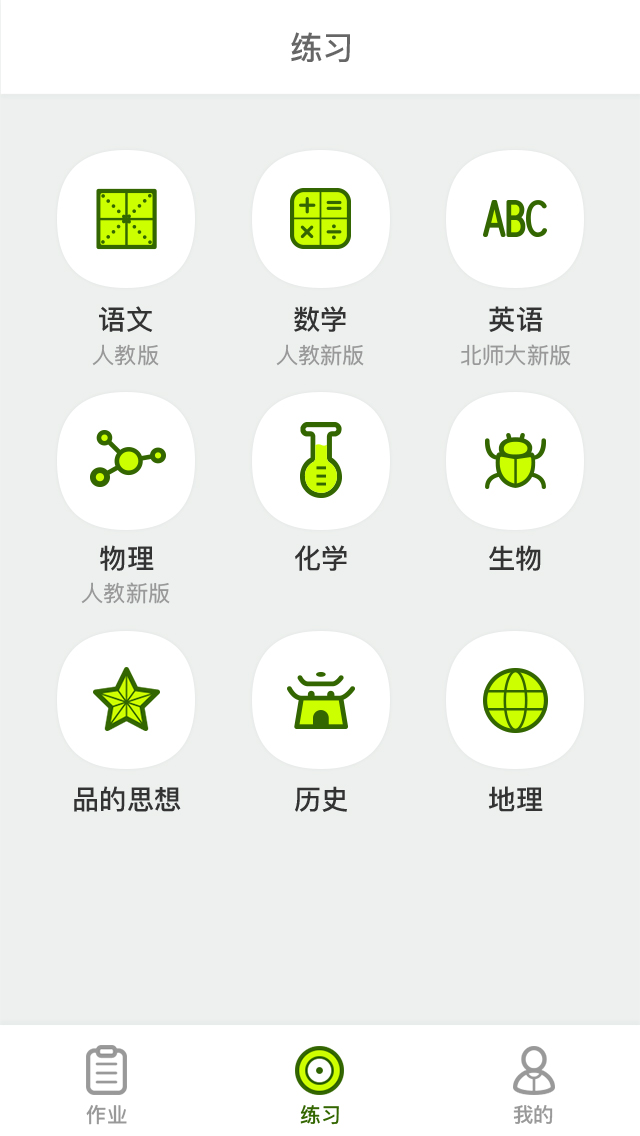 练习
ABC
语文 数学 英语
人教版 人教新版 北师大新版
物理 化学 生物
人教新版
品的思想 历史 地理
作业 练习 我的